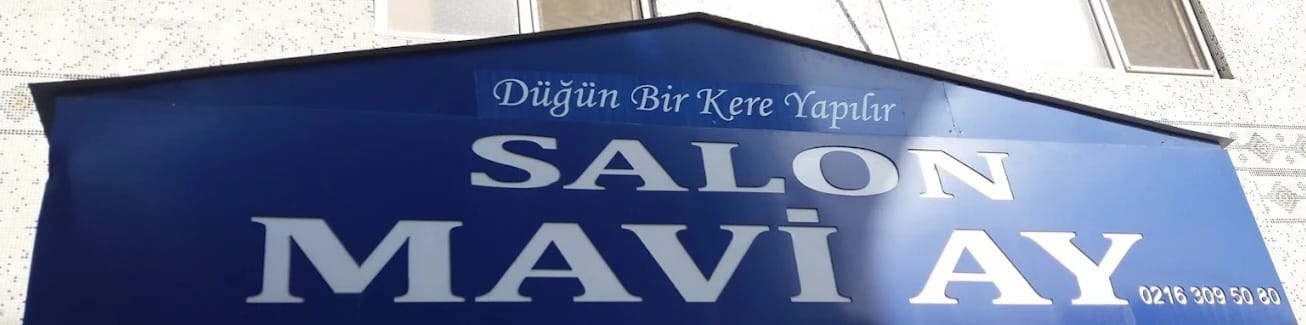 Düğün Bir Kere Yapılır
SALON
MAVİ AY
0216 309 50 80